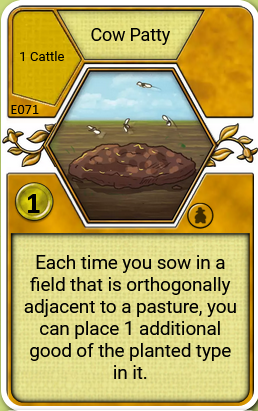 Cow Patty
1 Cattle
E071
1
Each time you sow in a
field that is orthogonally
adjacent to a pasture, you
can place 1 additional
good of the planted type
in it.